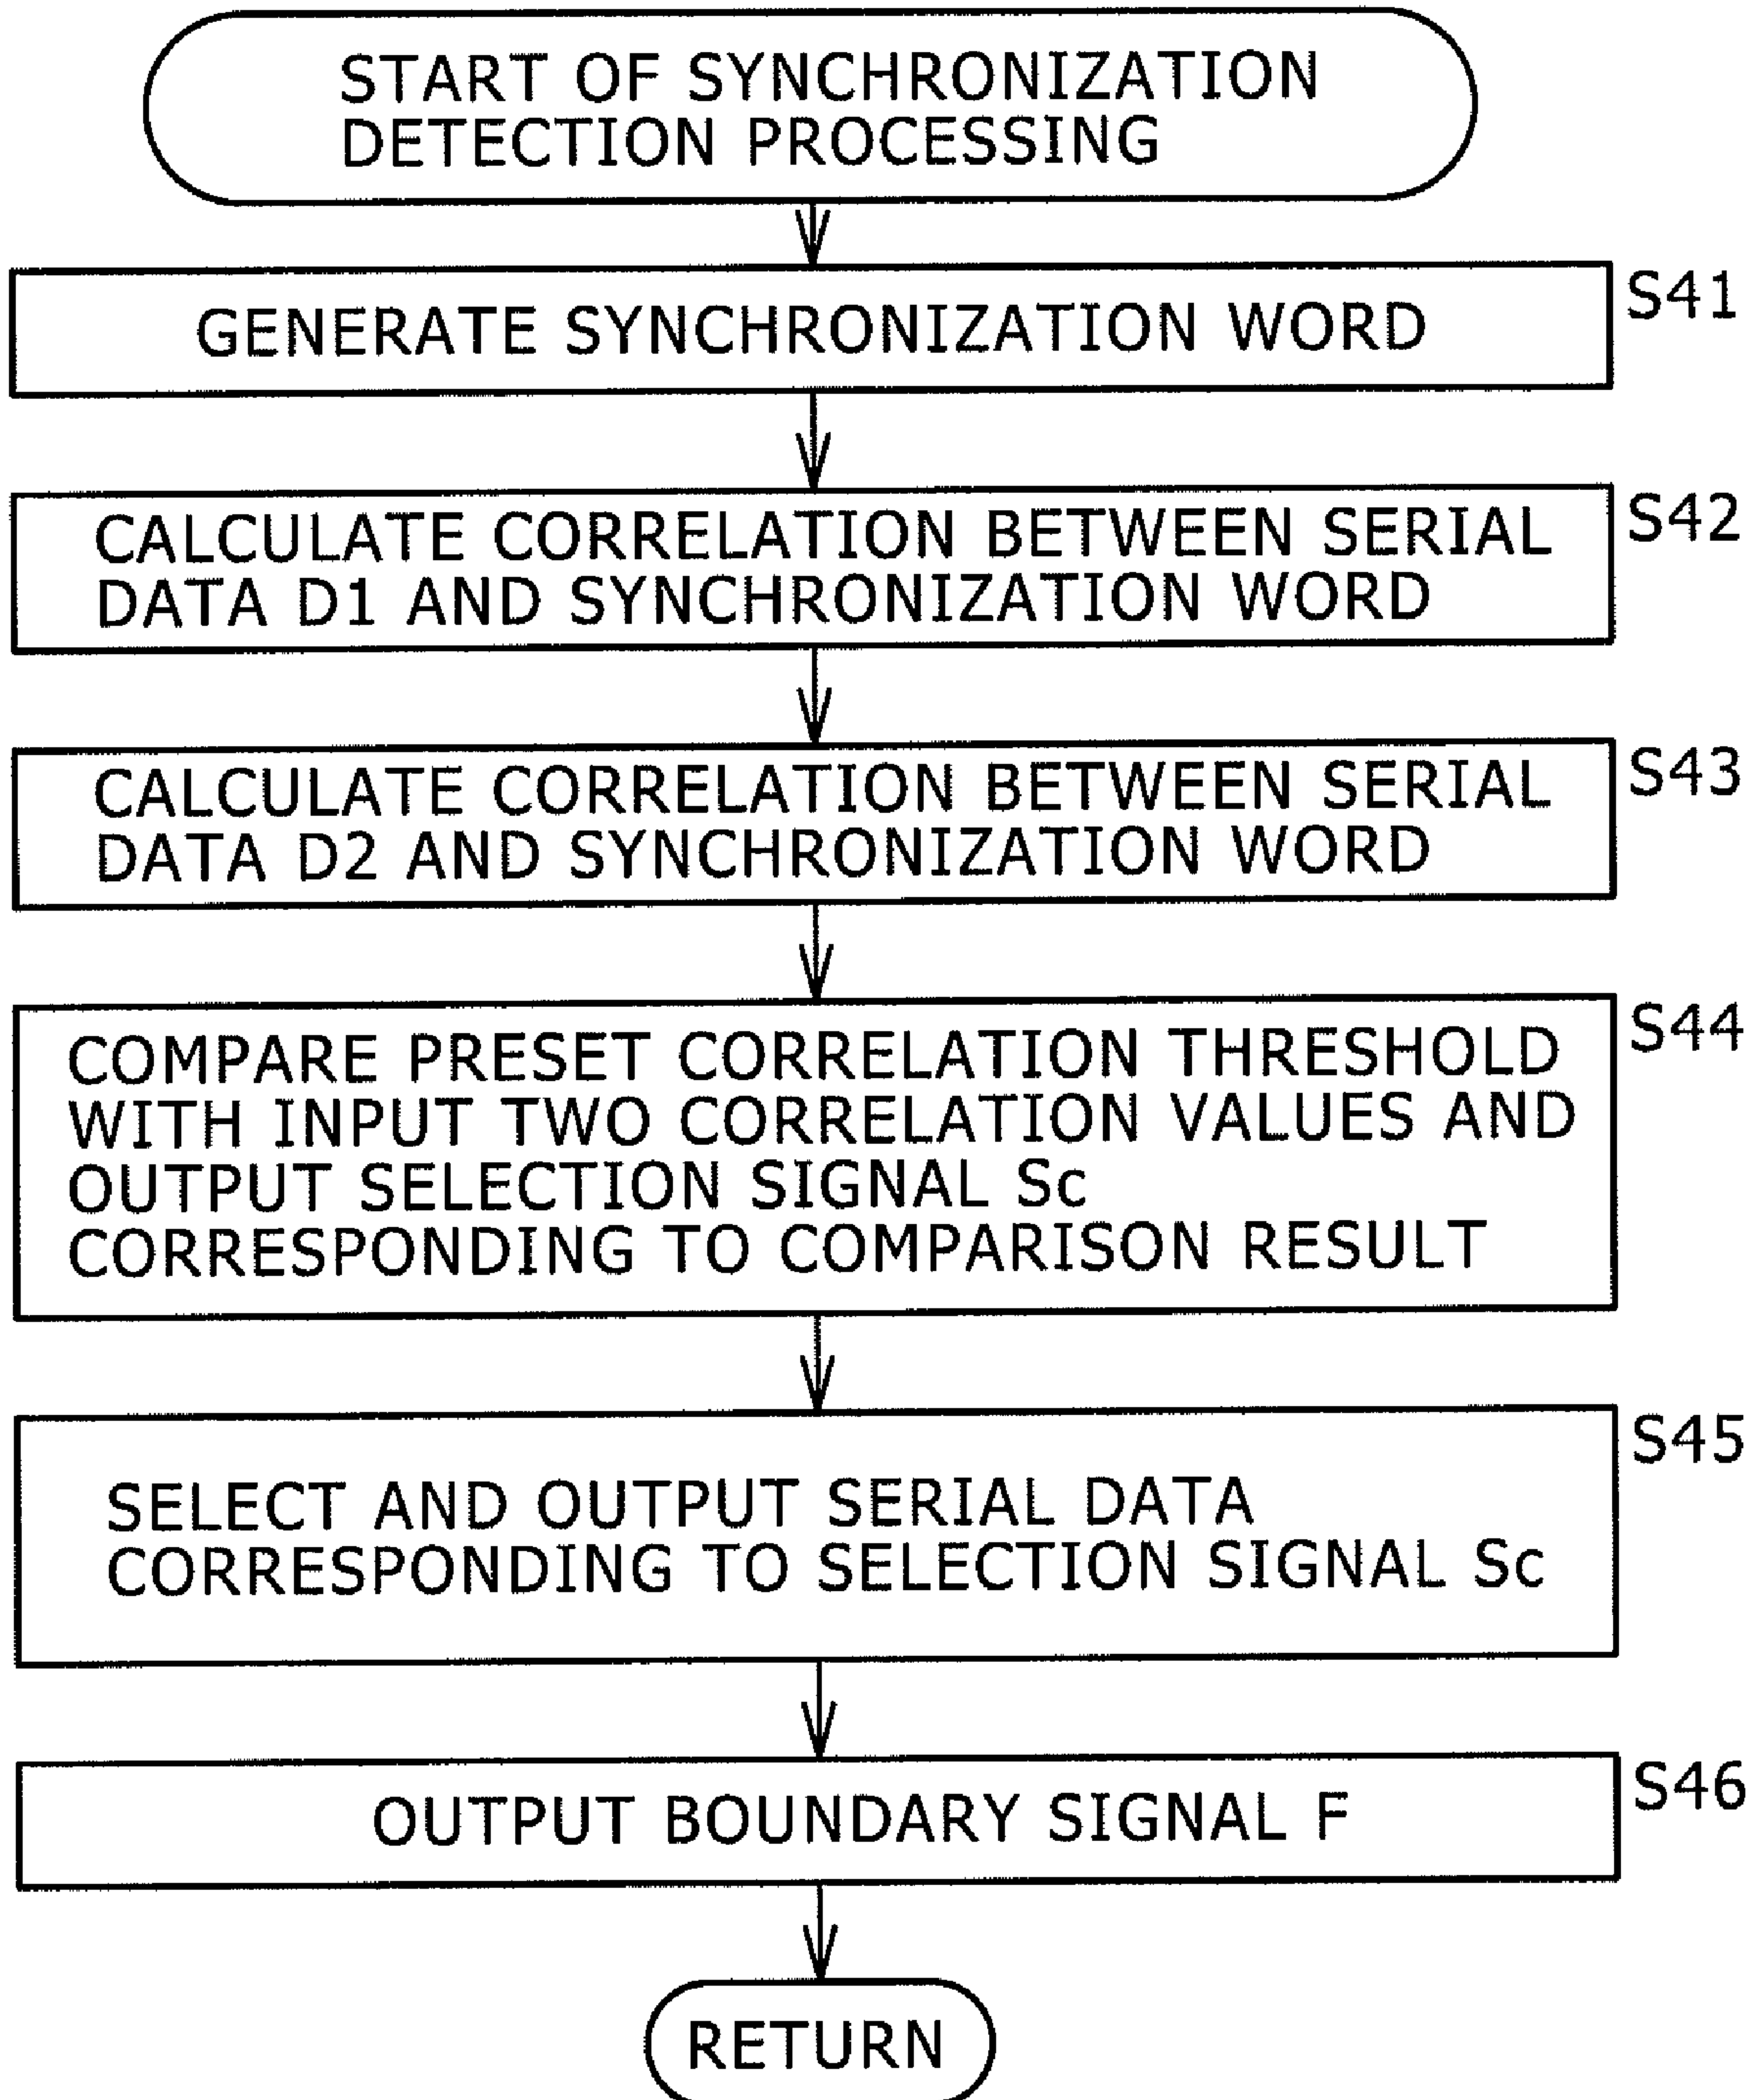 START OF SYNCHRONIZATION
DETECTION PROCESSING
S41
GENERATE SYNCHRONIZATION WORD
S42
CALCULATE CORRELATION BETWEEN SERIAL
DATA D1 AND SYNCHRONIZATION WORD
S43
CALCULATE CORRELATION BETWEEN SERIAL
DATA D2 AND SYNCHRONIZATION WORD
S44
COMPARE PRESET CORRELATION THRESHOLD
WITH INPUT TWO CORRELATION VALUES AND
OUTPUT SELECTION SIGNAL Sc
CORRESPONDING TO COMPARISON RESULT
S45
SELECT AND OUTPUT SERIAL DATA
CORRESPONDING TO SELECTION SIGNAL Sc
S46
OUTPUT BOUNDARY SIGNAL F
RETURN